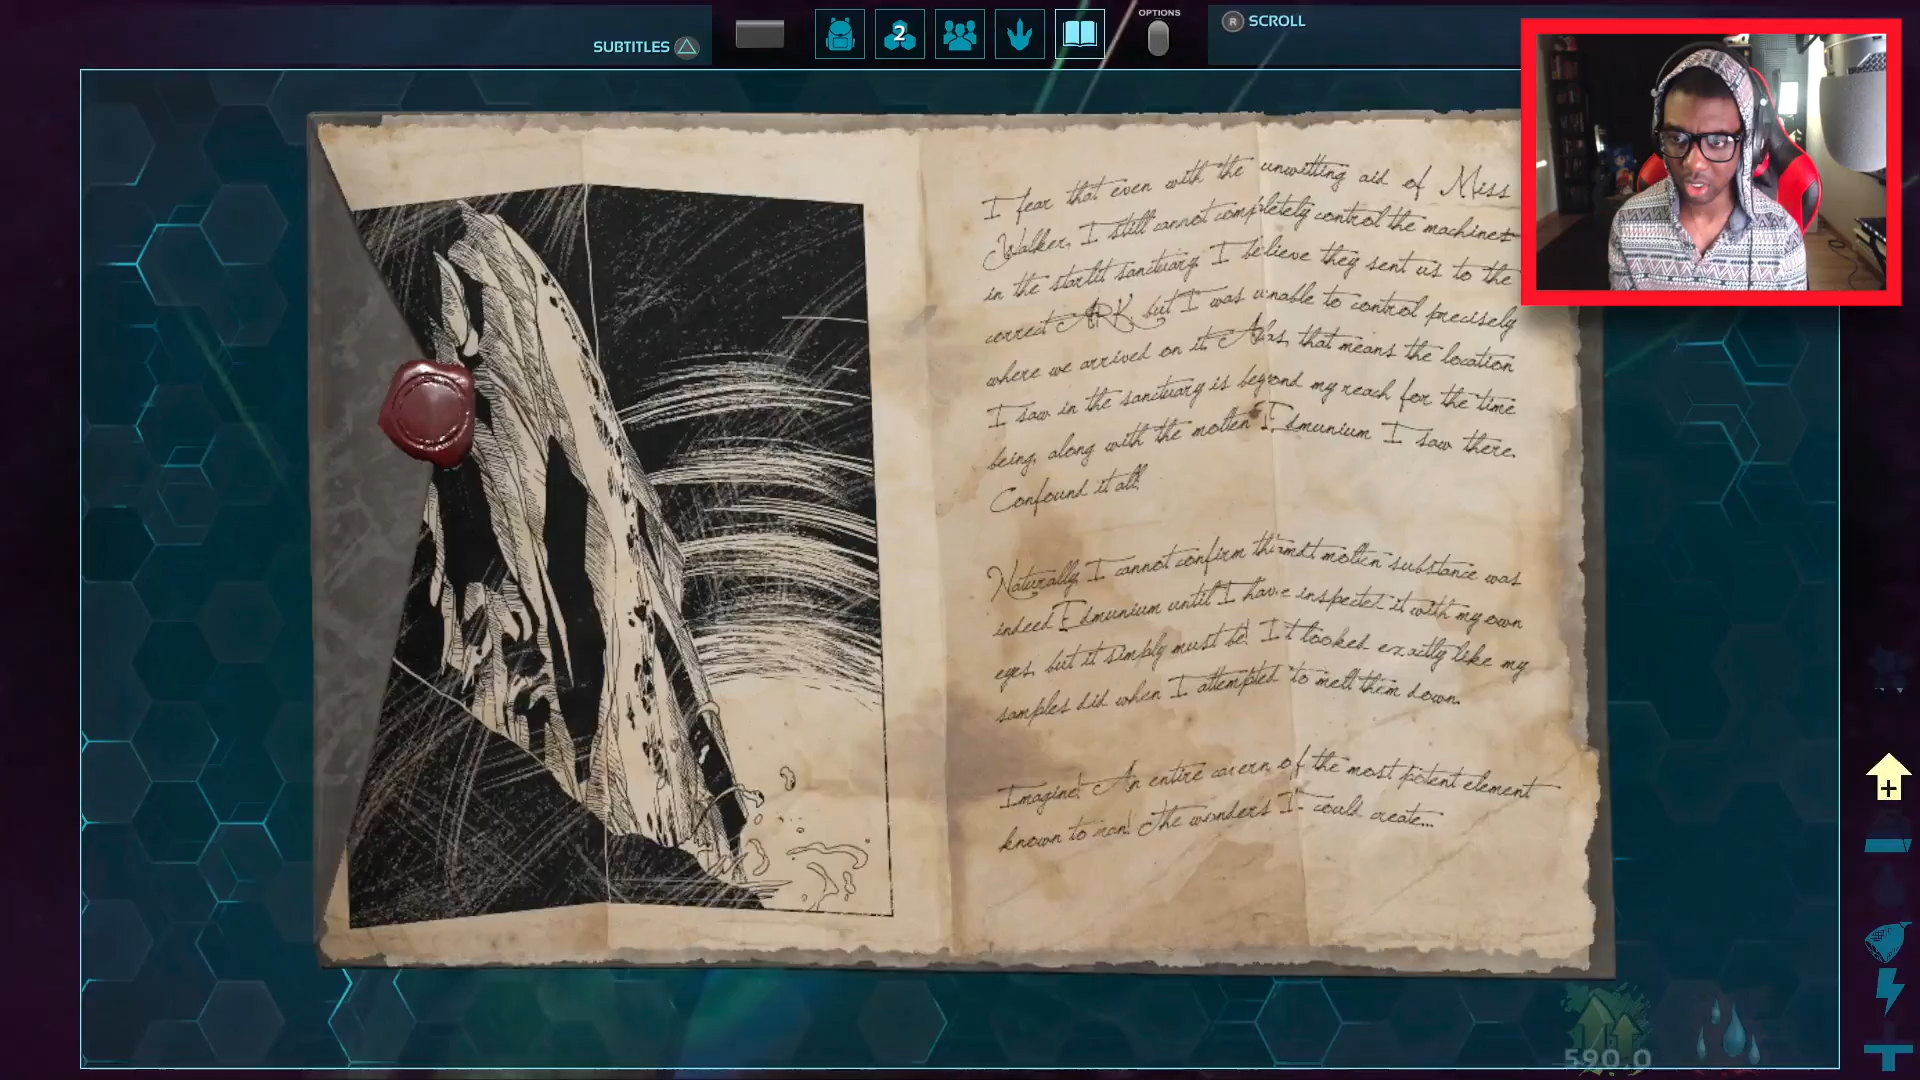 SUBTITLES
2
OPTIONS
R SCROLL
I fear that even with the unwitting aid of Miss
Walker, I still cannot completely control the machines
in the starlit sanctuary. I believe they sent us to the
correct ARK, but I was unable to control precisely
where we arrived on it. Alas, that means the location
I saw in the sanctuary is beyond my reach for the time
being, along with the molten Edmunium I saw there.
Confound it all!
Naturally, I cannot confirm that molten substance was
indeed Edmunium until I have inspected it with my own
eyes, but it simply must be! It looked exactly like my
samples did when I attempted to melt them down.
Imagine! An entire cavern of the most potent element
known to man! The wonders I could create...
590.0